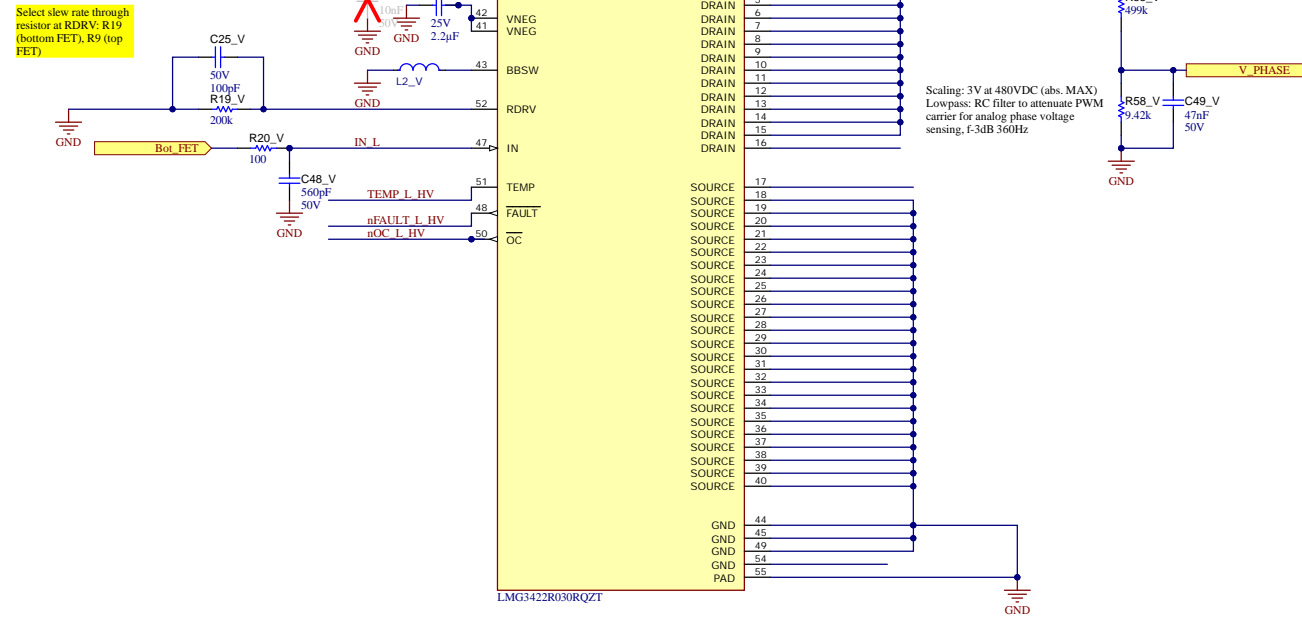 Select slew rate through
resistor at RDRV: R19
(bottom FET), R9 (top
FET)
10nF
50V
GND
GND
25V
2.2µF
42
VNEG
41
VNEG
C25_V
50V
100pF
R19_V
200k
GND
GND
L2_V
43
BBSW
52
RDRV
Bot_FET
R20_V
100
IN_L
47
IN
C48_V
560pF
50V
GND
TEMP_L_HV
51
TEMP
nFAULT_L_HV
48
FAULT
nOC_L_HV
50
OC
DRAIN
DRAIN 6
DRAIN 7
DRAIN 8
DRAIN 9
DRAIN 10
DRAIN 11
DRAIN 12
DRAIN 13
DRAIN 14
DRAIN 15
DRAIN 16
SOURCE 17
SOURCE 18
SOURCE 19
SOURCE 20
SOURCE 21
SOURCE 22
SOURCE 23
SOURCE 24
SOURCE 25
SOURCE 26
SOURCE 27
SOURCE 28
SOURCE 29
SOURCE 30
SOURCE 31
SOURCE 32
SOURCE 33
SOURCE 34
SOURCE 35
SOURCE 36
SOURCE 37
SOURCE 38
SOURCE 39
SOURCE 40
GND 44
GND 45
GND 49
GND 54
PAD 55
LMG3422R030RQZT
GND
Scaling: 3V at 480VDC (abs. MAX)
Lowpass: RC filter to attenuate PWM
carrier for analog phase voltage
sensing, f-3dB 360Hz
499k
V_PHASE
R58_V
9.42k
C49_V
47nF
50V
GND